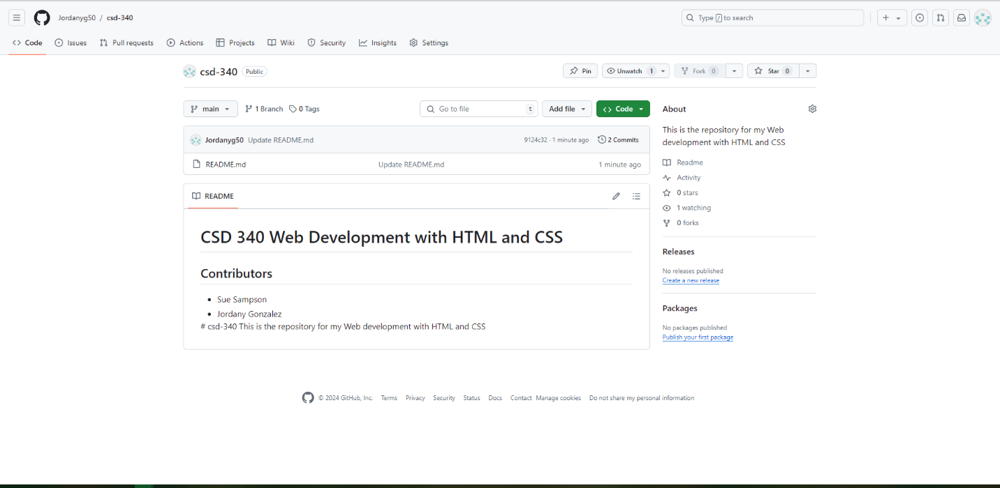 Jordanyg50 / csd-340
Type / to search
Code Issues Pull requests Actions Projects Wiki Security Insights Settings
csd-340 Public
Pin Unwatch 1 Fork 0 Star 0
main 1 Branch 0 Tags
Go to file t
Add file
Code
Jordanyg50 Update README.md 9124c32 · 1 minute ago 2 Commits
README.md Update README.md 1 minute ago
README
CSD 340 Web Development with HTML and CSS
Contributors
• Sue Sampson
• Jordany Gonzalez
# csd-340 This is the repository for my Web development with HTML and CSS
About
This is the repository for my Web
development with HTML and CSS
Readme
Activity
0 stars
1 watching
0 forks
Releases
No releases published
Create a new release
Packages
No packages published
Publish your first package
© 2024 GitHub, Inc. Terms Privacy Security Status Docs Contact Manage cookies Do not share my personal information